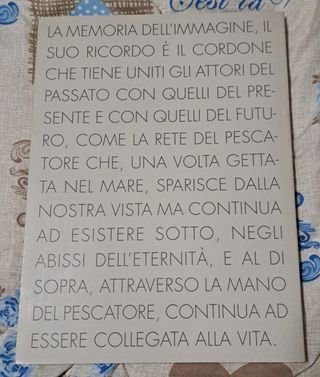 LA MEMORIA DELL'IMMAGINE, IL
SUO RICORDO È IL CORDONE
CHE TIENE UNITI GLI ATTORI DEL
PASSATO CON QUELLI DEL PRE-
SENTE E CON QUELLI DEL FUTU-
RO, COME LA RETE DEL PESCA-
TORE CHE, UNA VOLTA GETTA-
TA NEL MARE, SPARISCE DALLA
NOSTRA VISTA MA CONTINUA
AD ESISTERE SOTTO, NEGLI
ABISSI DELL'ETERNITÀ, E AL DI
SOPRA, ATTRAVERSO LA MANO
DEL PESCATORE, CONTINUA AD
ESSERE COLLEGATA ALLA VITA.